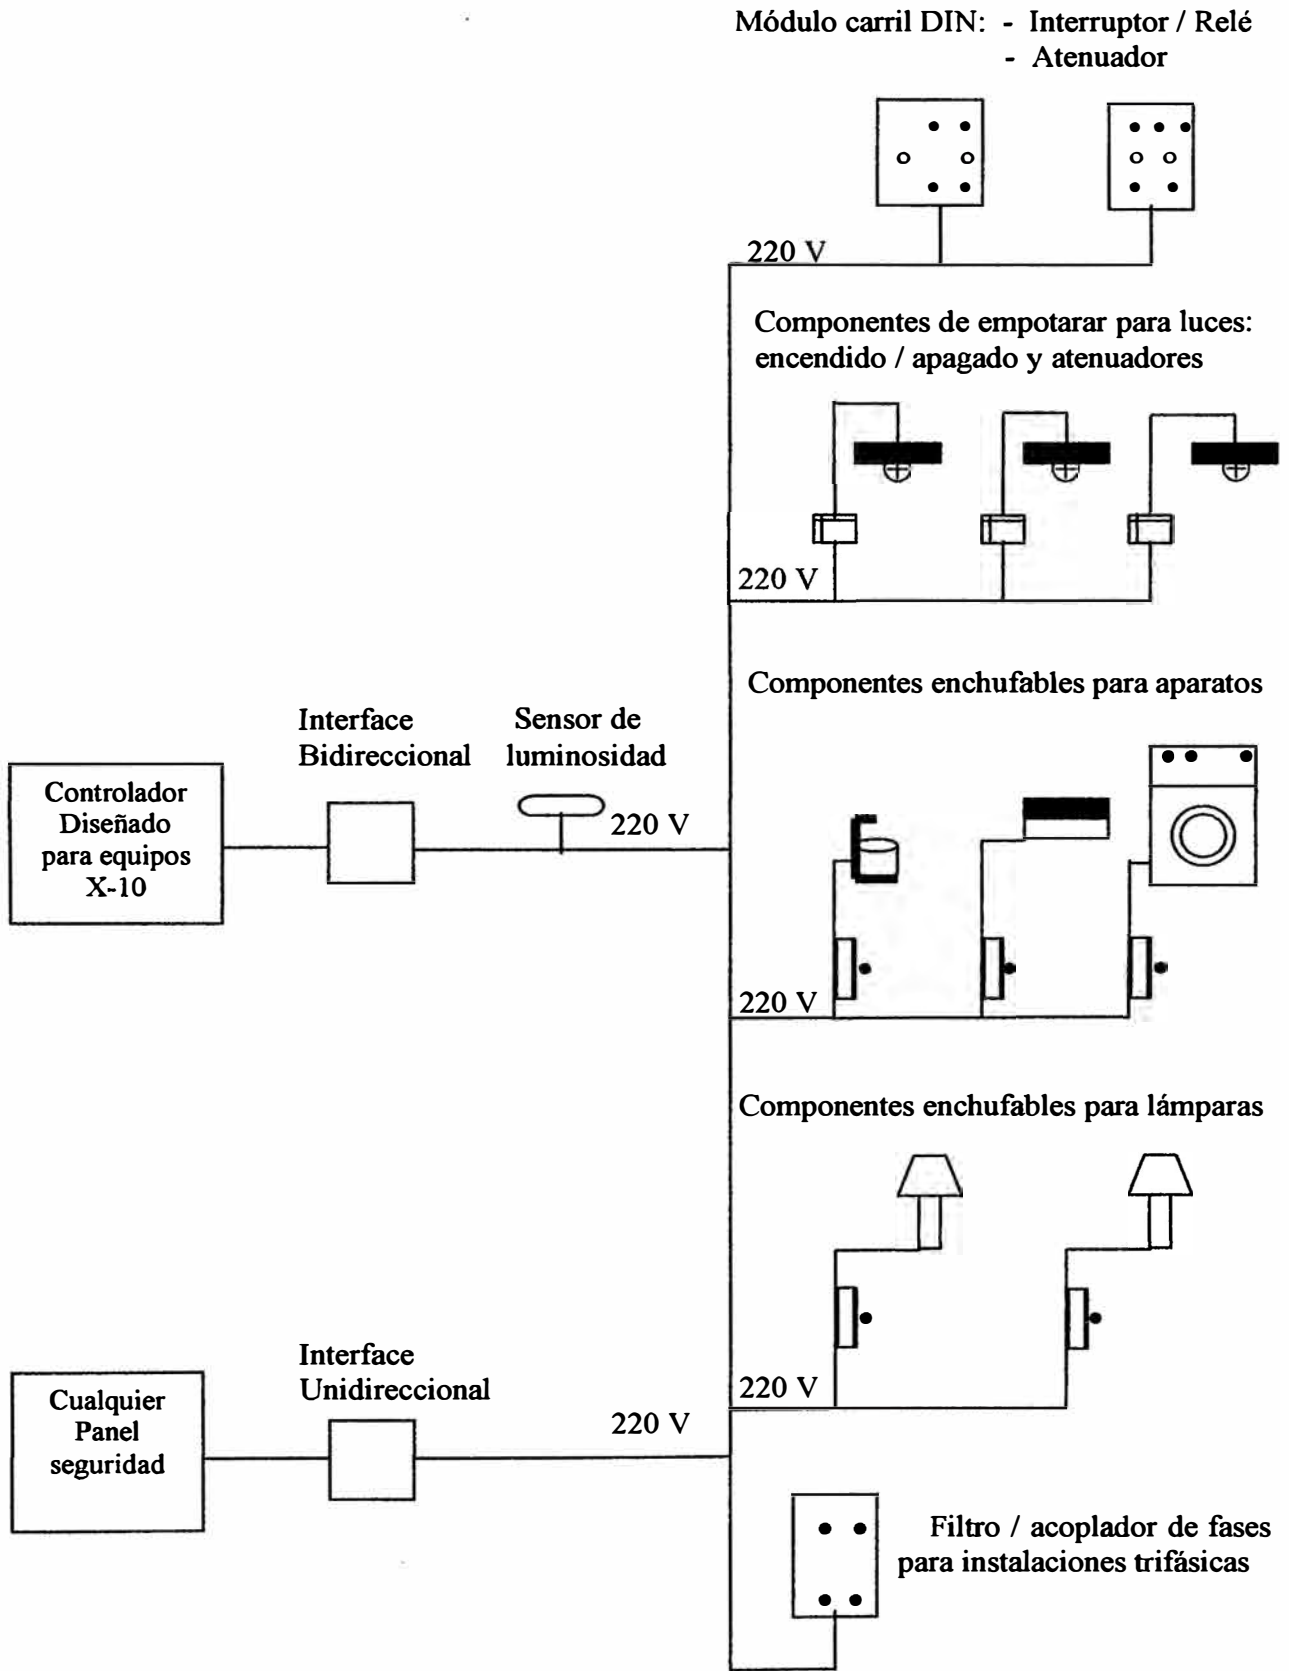 Módulo carril DIN: - Interruptor / Relé
- Atenuador
220 V
Componentes de empotarar para luces:
encendido / apagado y atenuadores
220 V
Componentes enchufables para aparatos
Interface
Bidireccional
Sensor de
luminosidad
Controlador
Diseñado
para equipos
X-10
220 V
220 V
Componentes enchufables para lámparas
Interface
Unidireccional
220 V
Cualquier
Panel
seguridad
220 V
Filtro / acoplador de fases
para instalaciones trifásicas